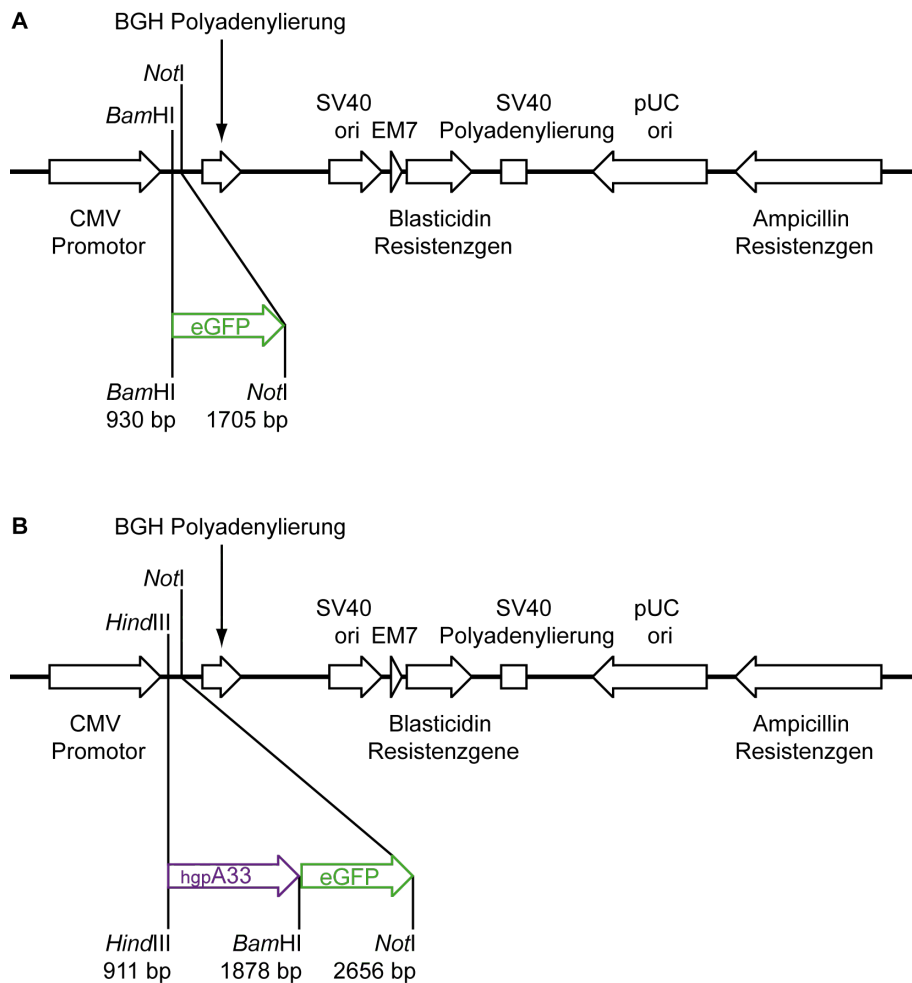 A
BGH Polyadenylierung
NotI
BamHI
SV40
ori
EM7
SV40
Polyadenylierung
pUC
ori
CMV
Promotor
Blasticidin
Resistenzgen
Ampicillin
Resistenzgen
eGFP
BamHI
930 bp
NotI
1705 bp
B
BGH Polyadenylierung
NotI
HindIII
SV40
ori
EM7
SV40
Polyadenylierung
pUC
ori
CMV
Promotor
Blasticidin
Resistenzgene
Ampicillin
Resistenzgen
hgpA33
eGFP
HindIII
911 bp
BamHI
1878 bp
NotI
2656 bp